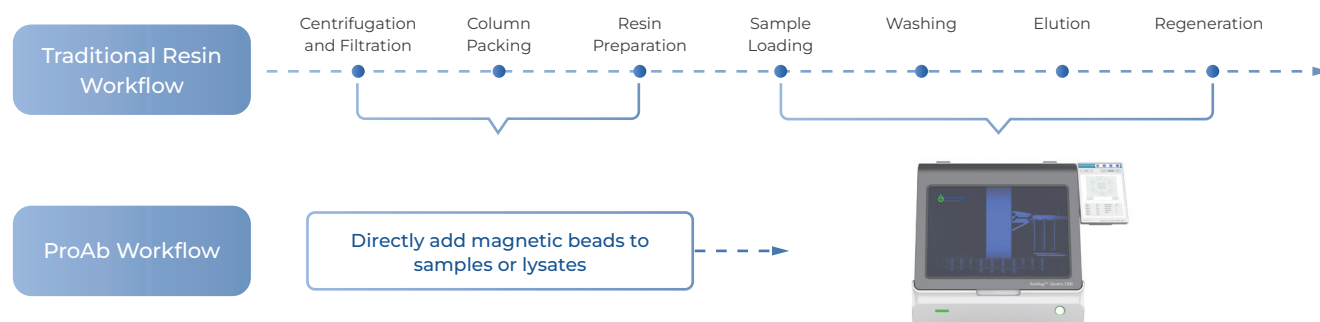 Traditional Resin
Workflow
Centrifugation
and Filtration
Column
Packing
Resin
Preparation
Sample
Loading
Washing
Elution
Regeneration
ProAb Workflow
Directly add magnetic beads to
samples or lysates